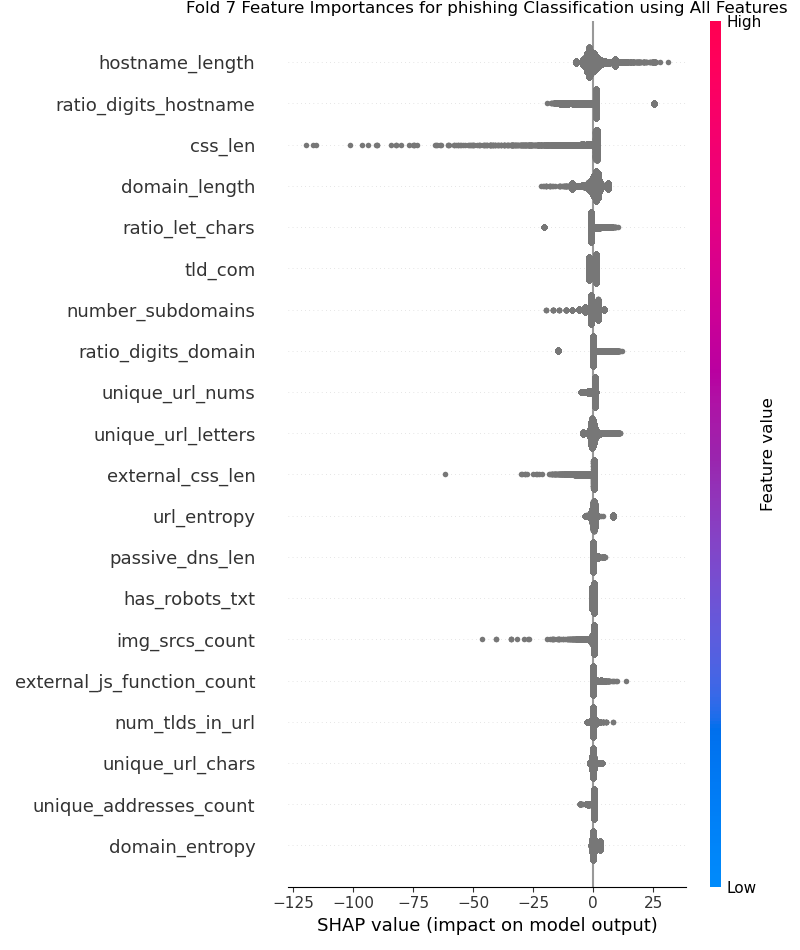 Fold 7 Feature Importances for phishing Classification using All Features
High
hostname_length
ratio_digits_hostname
css_len
domain_length
ratio_let_chars
tld_com
number_subdomains
ratio_digits_domain
unique_url_nums
unique_url_letters
external_css_len
url_entropy
passive_dns_len
has_robots_txt
img_srcs_count
external_js_function_count
num_tlds_in_url
unique_url_chars
unique_addresses_count
domain_entropy
Feature value
Low
−125 −100 −75 −50 −25 0 25
SHAP value (impact on model output)